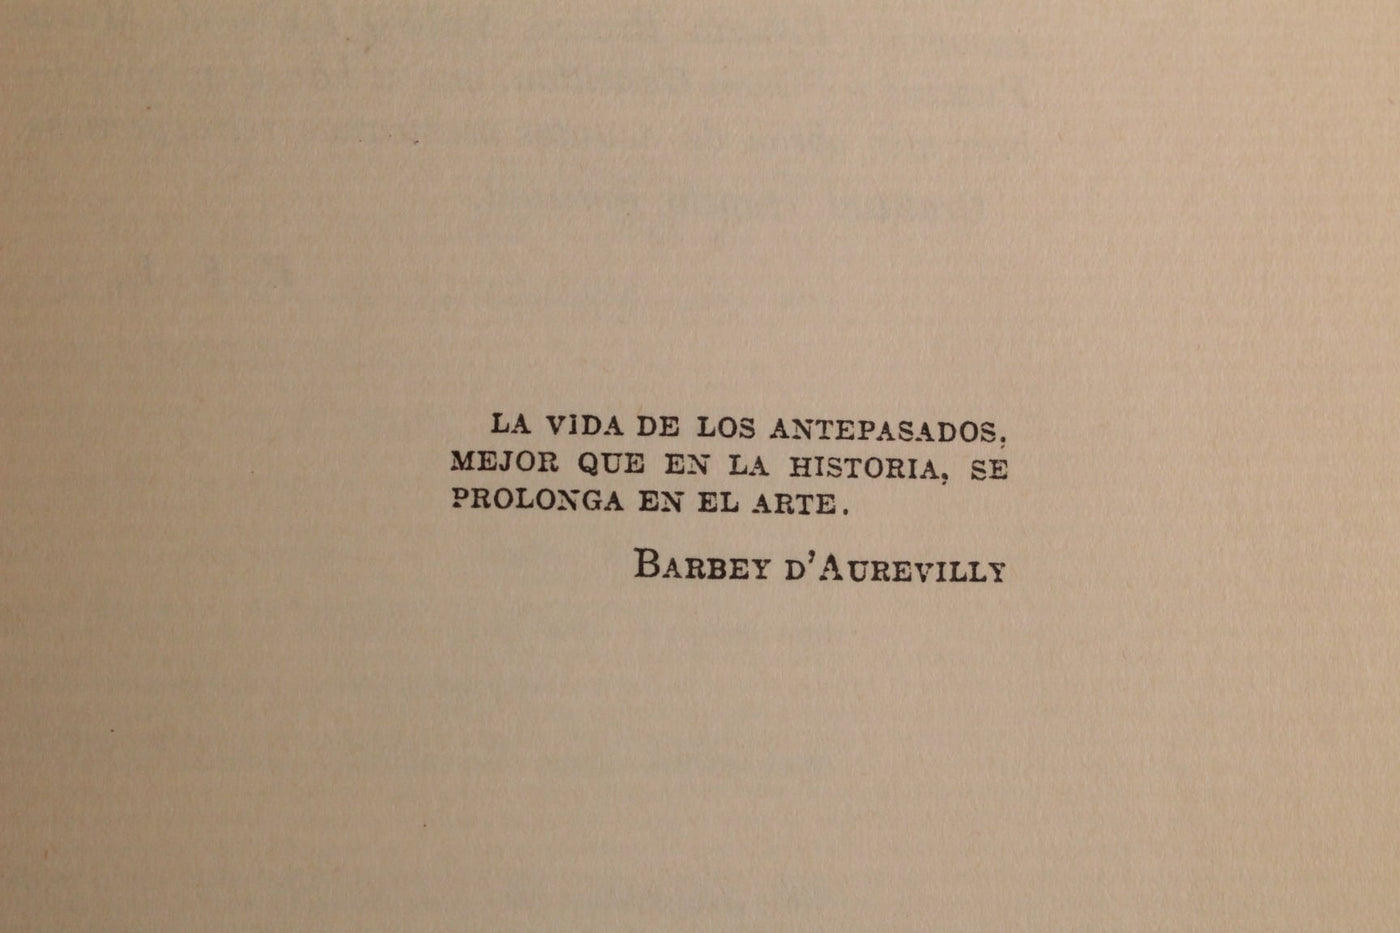 LA VIDA DE LOS ANTEPASADOS,
MEJOR QUE EN LA HISTORIA, SE
PROLONGA EN EL ARTE.
BARBEY D'AUREVILLY